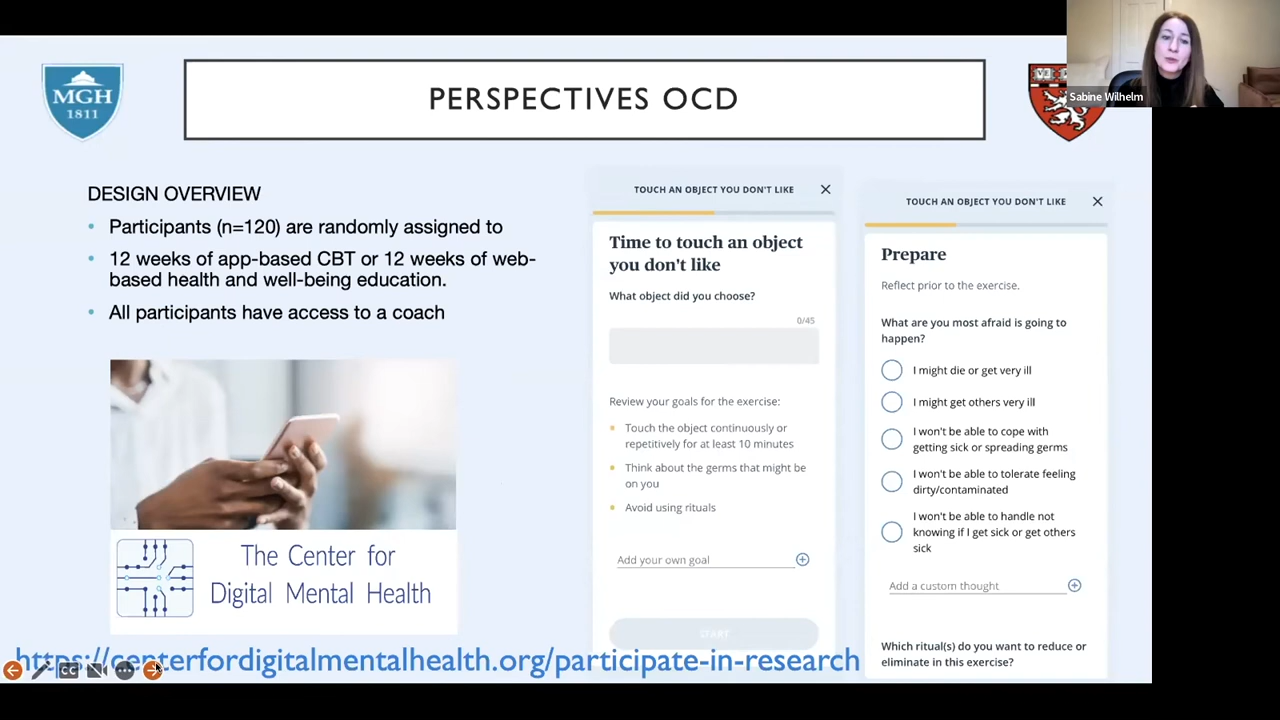 MGH
1811
PERSPECTIVES OCD
Sabine Wilhelm
DESIGN OVERVIEW
• Participants (n=120) are randomly assigned to
• 12 weeks of app-based CBT or 12 weeks of web-
based health and well-being education.
• All participants have access to a coach
The Center for
Digital Mental Health
TOUCH AN OBJECT YOU DON'T LIKE
Time to touch an object
you don't like
What object did you choose?
0/45
Review your goals for the exercise:
Touch the object continuously or
repetitively for at least 10 minutes
Think about the germs that might be
on you
Avoid using rituals
Add your own goal
START
TOUCH AN OBJECT YOU DON'T LIKE
Prepare
Reflect prior to the exercise.
What are you most afraid is going to
happen?
I might die or get very ill
I might get others very ill
I won't be able to cope with
getting sick or spreading germs
I won't be able to tolerate feeling
dirty/contaminated
I won't be able to handle not
knowing if I get sick or get others
sick
Add a custom thought
Which ritual(s) do you want to reduce or
eliminate in this exercise?
https://centerfordigitalmentalhealth.org/participate-in-research
CC